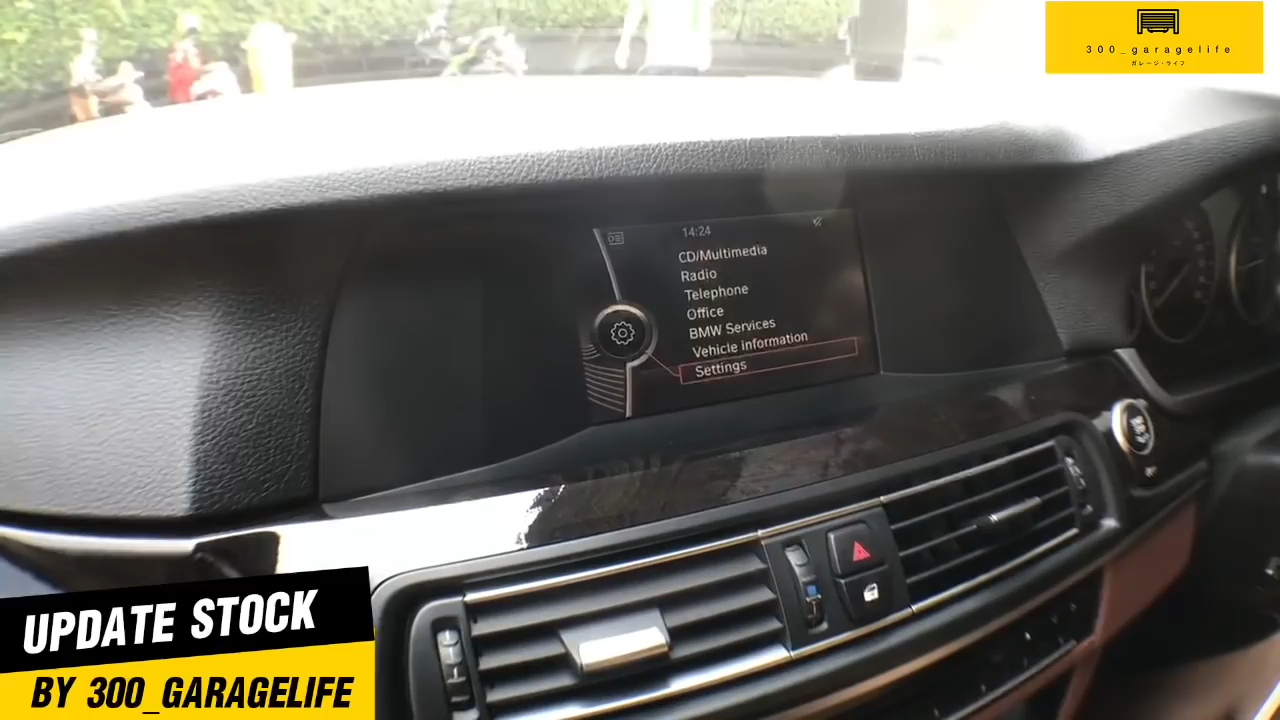 300_garagelife
ガレージ・ライフ
14:24
CD/Multimedia
Radio
Telephone
Office
BMW Services
Vehicle information
Settings
UPDATE STOCK
BY 300_GARAGELIFE